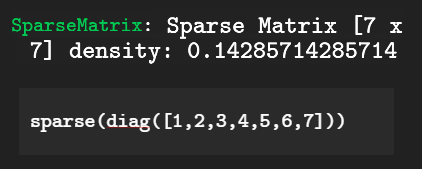 SparseMatrix: Sparse Matrix [7 x
7] density: 0.14285714285714
sparse(diag([1,2,3,4,5,6,7]))